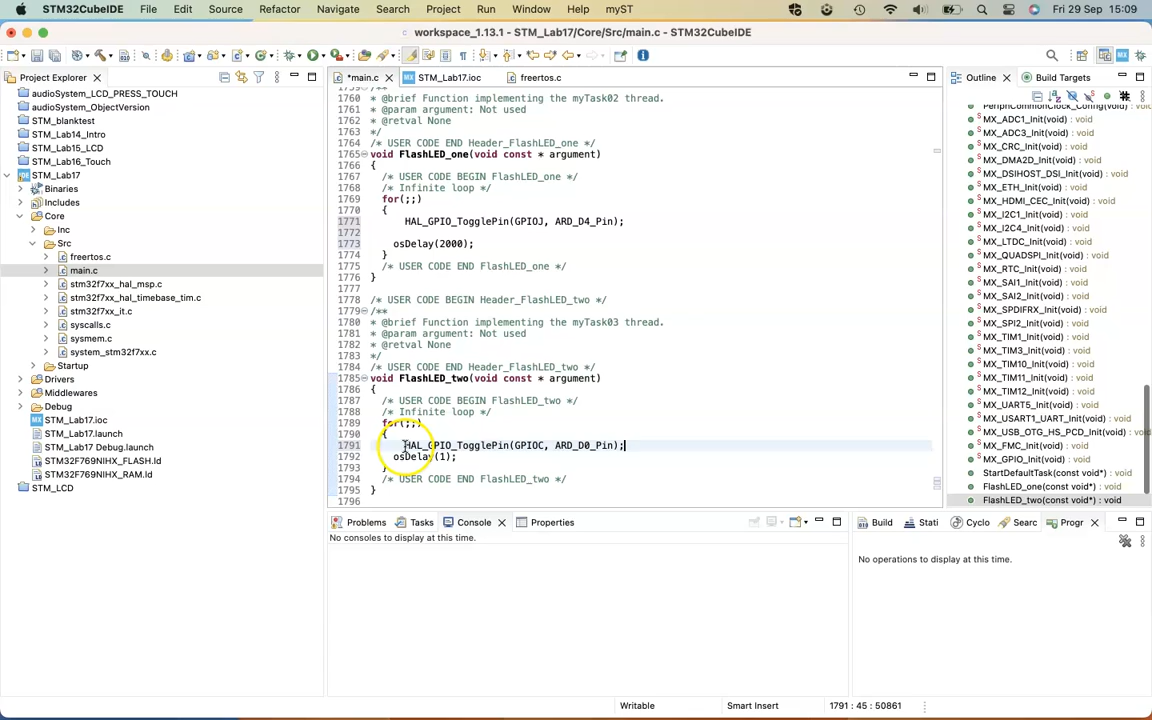 STM32CubeIDE File Edit Source Refactor Navigate Search Project Run Window Help myST Fri 29 Sep 15:09
workspace_1.13.1 - STM_Lab17/Core/Src/main.c - STM32CubeIDE
Project Explorer
*main.c
STM_Lab17.ioc
freertos.c
Outline
Build Targets
audioSystem_LCD_PRESS_TOUCH
audioSystem_ObjectVersion
STM_blanktest
STM_Lab14_Intro
STM_Lab15_LCD
STM_Lab16_Touch
STM_Lab17
Binaries
Includes
Core
Inc
Src
freertos.c
main.c
stm32f7xx_hal_msp.c
stm32f7xx_hal_timebase_tim.c
stm32f7xx_it.c
syscalls.c
sysmem.c
system_stm32f7xx.c
Startup
Drivers
Middlewares
Debug
STM_Lab17.ioc
STM_Lab17.launch
STM_Lab17 Debug.launch
STM32F769NIHX_FLASH.ld
STM32F769NIHX_RAM.ld
STM_LCD
1759 /**
1760 * @brief Function implementing the myTask02 thread.
1761 * @param argument: Not used
1762 * @retval None
1763 */
1764 /* USER CODE END Header_FlashLED_one */
1765 void FlashLED_one(void const * argument)
1766 {
1767 /* USER CODE BEGIN FlashLED_one */
1768 /* Infinite loop */
1769 for(;;)
1770 {
1771 HAL_GPIO_TogglePin(GPIOJ, ARD_D4_Pin);
1772
1773 osDelay(2000);
1774 }
1775 /* USER CODE END FlashLED_one */
1776 }
1777
1778 /* USER CODE BEGIN Header_FlashLED_two */
1779 /**
1780 * @brief Function implementing the myTask03 thread.
1781 * @param argument: Not used
1782 * @retval None
1783 */
1784 /* USER CODE END Header_FlashLED_two */
1785 void FlashLED_two(void const * argument)
1786 {
1787 /* USER CODE BEGIN FlashLED_two */
1788 /* Infinite loop */
1789 for(;;)
1790 {
1791 HAL_GPIO_TogglePin(GPIOC, ARD_D0_Pin);
1792 osDelay(1);
1793 }
1794 /* USER CODE END FlashLED_two */
1795 }
1796
PeriphCommonClock_Config(void)
MX_ADC1_Init(void) : void
MX_ADC3_Init(void) : void
MX_CRC_Init(void) : void
MX_DMA2D_Init(void) : void
MX_DSIHOST_DSI_Init(void) : void
MX_ETH_Init(void) : void
MX_HDMI_CEC_Init(void) : void
MX_I2C1_Init(void) : void
MX_I2C4_Init(void) : void
MX_LTDC_Init(void) : void
MX_QUADSPI_Init(void) : void
MX_RTC_Init(void) : void
MX_SAI1_Init(void) : void
MX_SAI2_Init(void) : void
MX_SPDIFRX_Init(void) : void
MX_SPI2_Init(void) : void
MX_TIM1_Init(void) : void
MX_TIM3_Init(void) : void
MX_TIM10_Init(void) : void
MX_TIM11_Init(void) : void
MX_TIM12_Init(void) : void
MX_UART5_Init(void) : void
MX_USART1_UART_Init(void) : void
MX_USB_OTG_HS_PCD_Init(void) : void
MX_FMC_Init(void) : void
MX_GPIO_Init(void) : void
StartDefaultTask(const void*) : void
FlashLED_one(const void*) : void
FlashLED_two(const void*) : void
Problems
Tasks
Console
Properties
No consoles to display at this time.
Build
Stati
Cyclo
Searc
Progr
No operations to display at this time.
Writable
Smart Insert
1791 : 45 : 50861